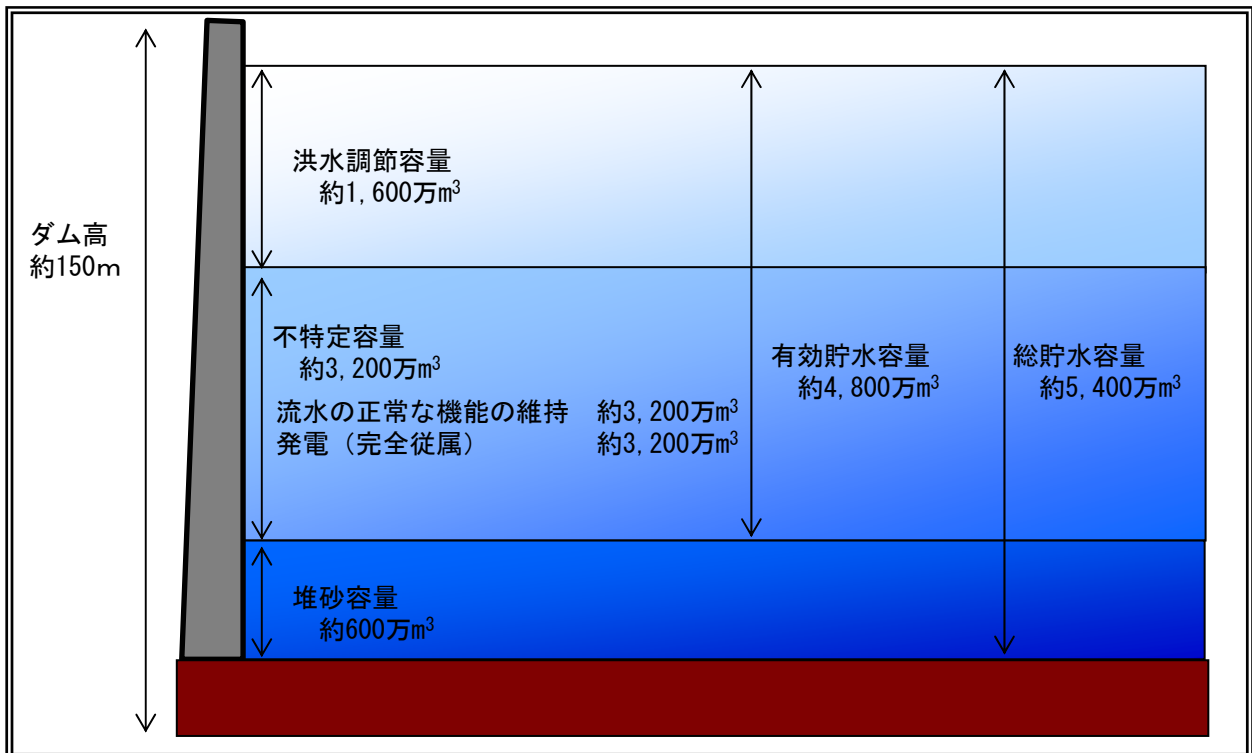 ダム高
約150m
洪水調節容量
約1,600万m³
不特定容量
約3,200万m³
流水の正常な機能の維持 約3,200万m³
発電（完全従属） 約3,200万m³
有効貯水容量
約4,800万m³
総貯水容量
約5,400万m³
堆砂容量
約600万m³